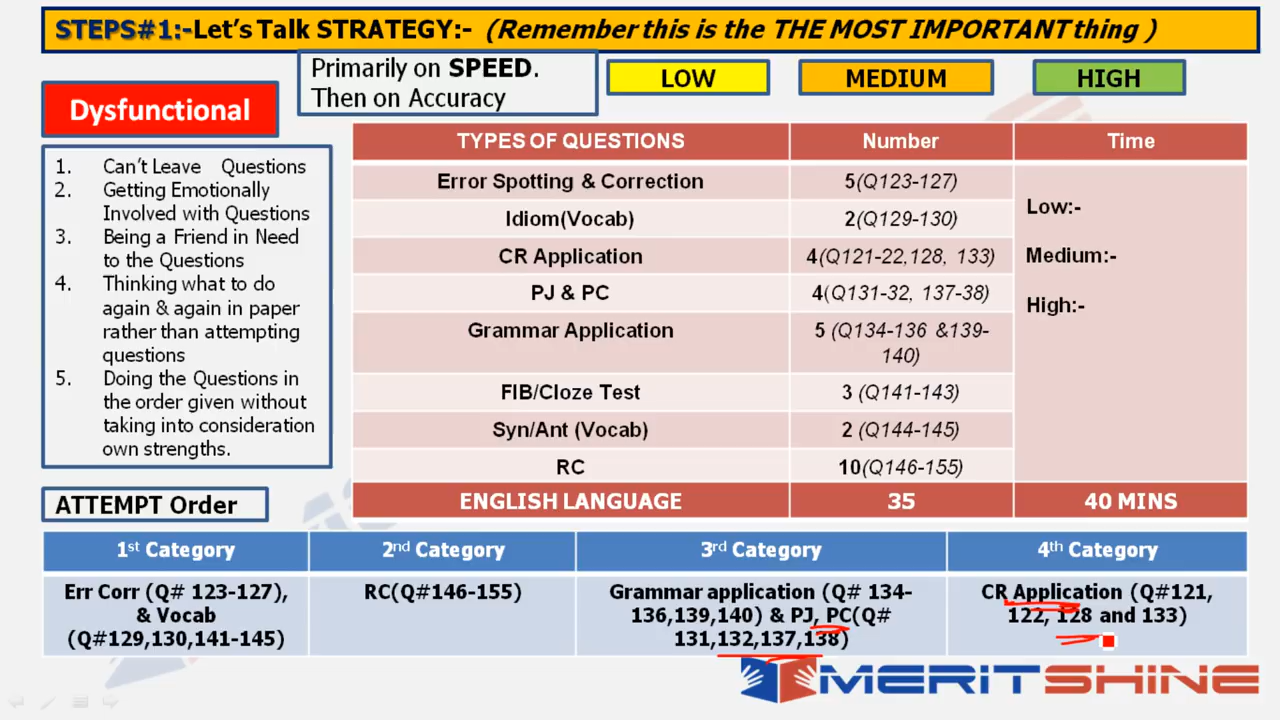 STEPS#1:-Let's Talk STRATEGY:- (Remember this is the THE MOST IMPORTANT thing )
Primarily on SPEED.
Then on Accuracy
LOW
MEDIUM
HIGH
Dysfunctional
1. Can't Leave Questions
2. Getting Emotionally
Involved with Questions
3. Being a Friend in Need
to the Questions
4. Thinking what to do
again & again in paper
rather than attempting
questions
5. Doing the Questions in
the order given without
taking into consideration
own strengths.
TYPES OF QUESTIONS Number Time
Error Spotting & Correction 5(Q123-127)
Idiom(Vocab) 2(Q129-130)
CR Application 4(Q121-22,128, 133)
PJ & PC 4(Q131-32, 137-38)
Grammar Application 5 (Q134-136 &139-
140)
FIB/Cloze Test 3 (Q141-143)
Syn/Ant (Vocab) 2 (Q144-145)
RC 10(Q146-155)
Low:-
Medium:-
High:-
ENGLISH LANGUAGE 35 40 MINS
ATTEMPT Order
1st Category 2nd Category 3rd Category 4th Category
Err Corr (Q# 123-127),
& Vocab
(Q#129,130,141-145)
RC(Q#146-155)
Grammar application (Q# 134-
136,139,140) & PJ, PC(Q#
131,132,137,138)
CR Application (Q#121,
122, 128 and 133)
MERITSHINE